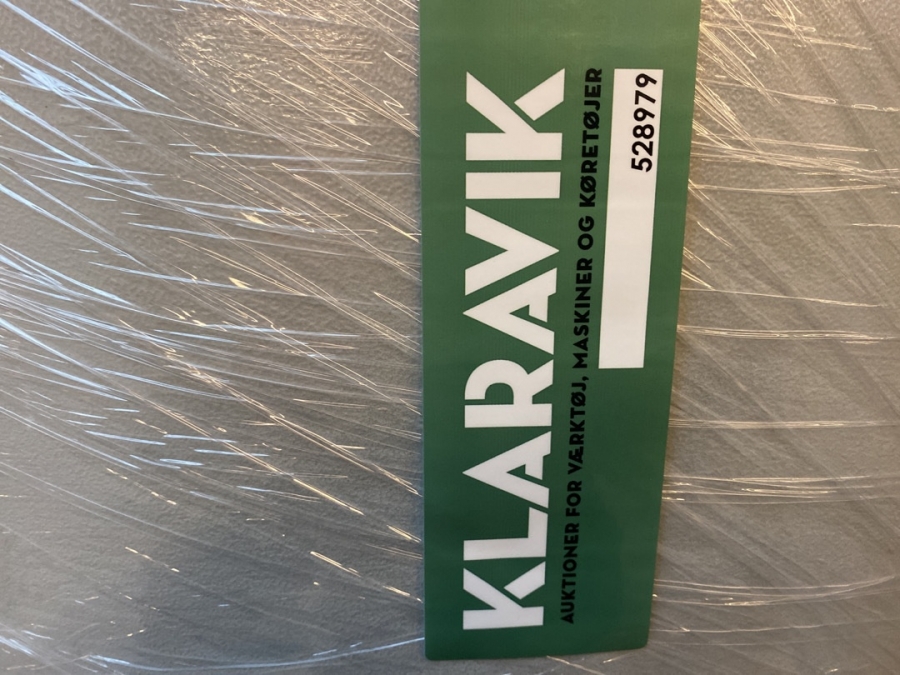 KLARAVIK
AUKTIONER FOR VÆRKTØJ, MASKINER OG KØRETØJER
528979